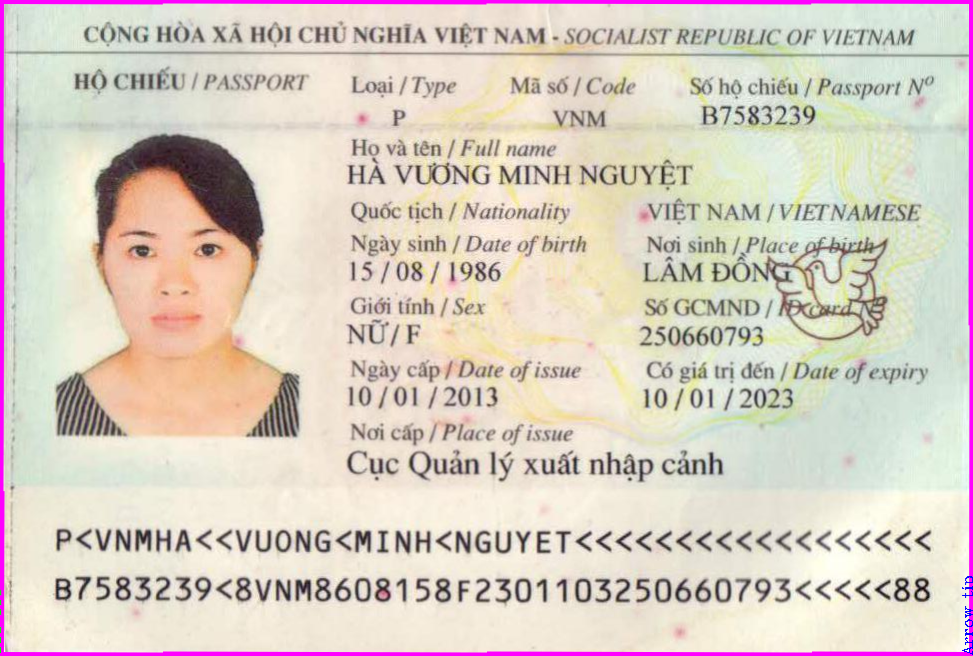 CỘNG HÒA XÃ HỘI CHỦ NGHĨA VIỆT NAM - SOCIALIST REPUBLIC OF VIETNAM
HỘ CHIẾU / PASSPORT Loại / Type Mã số / Code Số hộ chiếu / Passport Nº
P VNM B7583239
Họ và tên / Full name
HÀ VƯƠNG MINH NGUYỆT
Quốc tịch / Nationality VIỆT NAM / VIETNAMESE
Ngày sinh / Date of birth Nơi sinh / Place of birth
15 / 08 / 1986 LÂM ĐỒNG
Giới tính / Sex Số GCMND / ID card
NỮ / F 250660793
Ngày cấp / Date of issue Có giá trị đến / Date of expiry
10 / 01 / 2013 10 / 01 / 2023
Nơi cấp / Place of issue
Cục Quản lý xuất nhập cảnh
P<VNMHA<<VUONG<MINH<NGUYET<<<<<<<<<<<<<<<<<<
B7583239<8VNM8608158F2301103250660793<<<<<88
Arrow tip